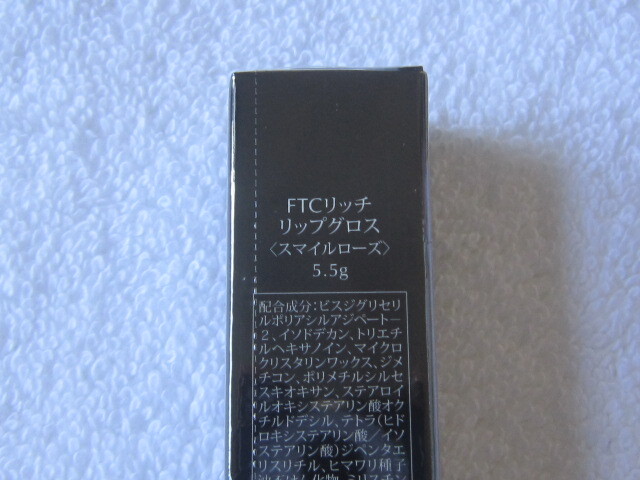 FTCリッチ
リップグロス
〈スマイルローズ〉
5.5g
配合成分:ビスジグリセリ
ルポリアシルアジペート-
2、イソドデカン、トリエチ
ルヘキサノイン、マイクロ
クリスタリンワックス、ジメ
チコン、ポリメチルシルセ
スキオキサン、ステアロイ
ルオキシステアリン酸オク
チルドデシル、テトラ(ヒド
ロキシステアリン酸/イソ
ステアリン酸)ジペンタエ
リスリチル、ヒマワリ種子